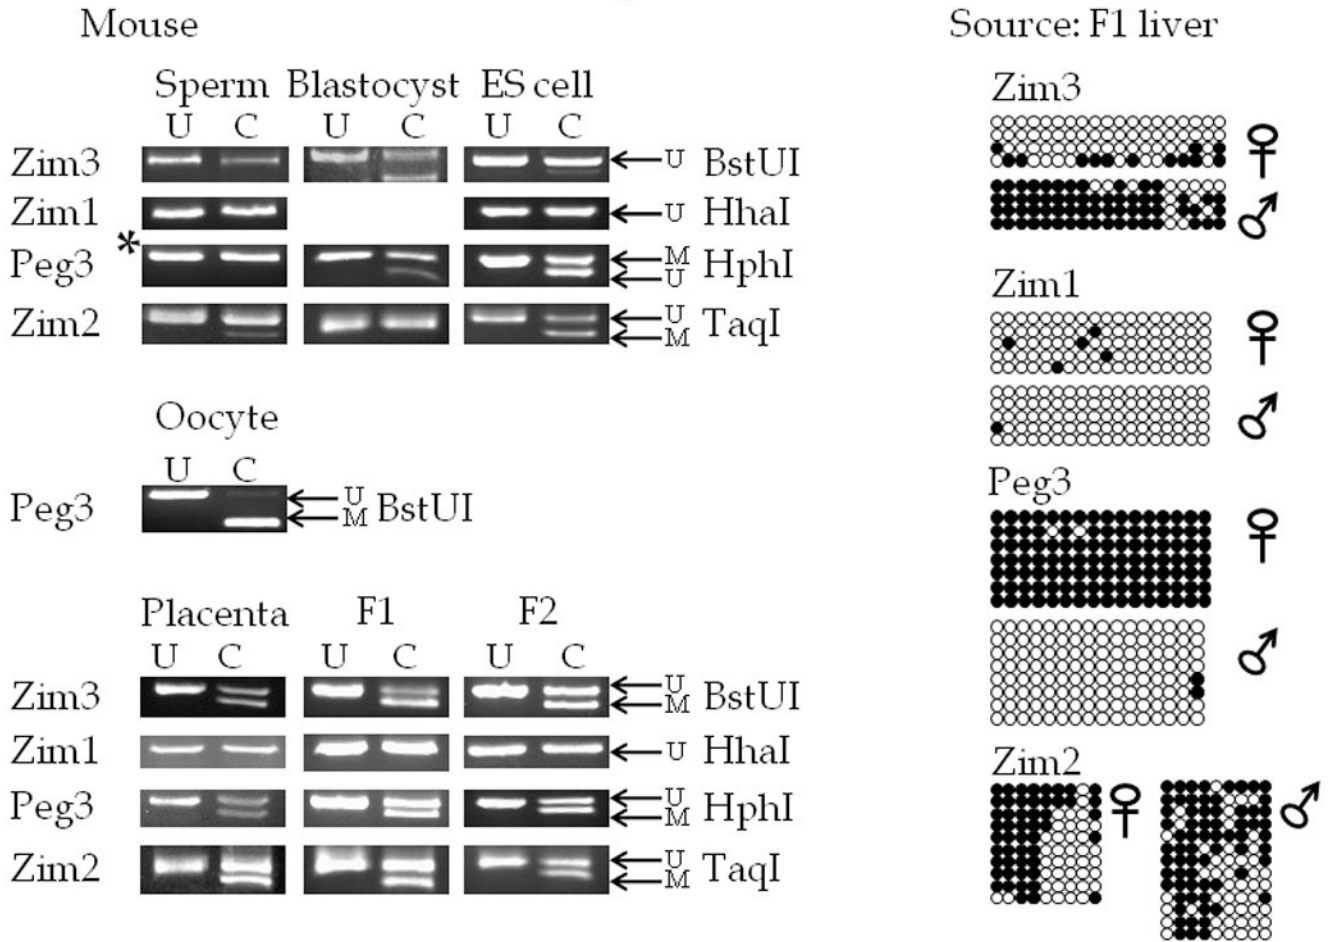 Mouse
Sperm Blastocyst ES cell
U C U C U C
Zim3 U BstUI
Zim1 U HhaI
*
Peg3 M HphI
U
Zim2 U TaqI
M
Oocyte
U C
Peg3 U BstUI
M
Placenta F1 F2
U C U C U C
Zim3 U BstUI
M
Zim1 U HhaI
Peg3 U HphI
M
Zim2 U TaqI
M
Source: F1 liver
Zim3
♀
♂
Zim1
♀
♂
Peg3
♀
♂
Zim2
♀ ♂